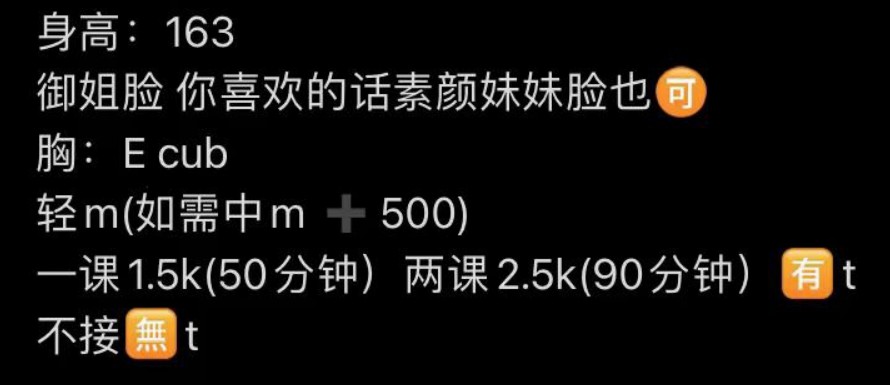 身高：163
御姐脸 你喜欢的话素颜妹妹脸也🉑
胸：E cub
轻m(如需中m ➕ 500)
一课1.5k(50分钟）两课2.5k(90分钟）🈶t
不接🈚t